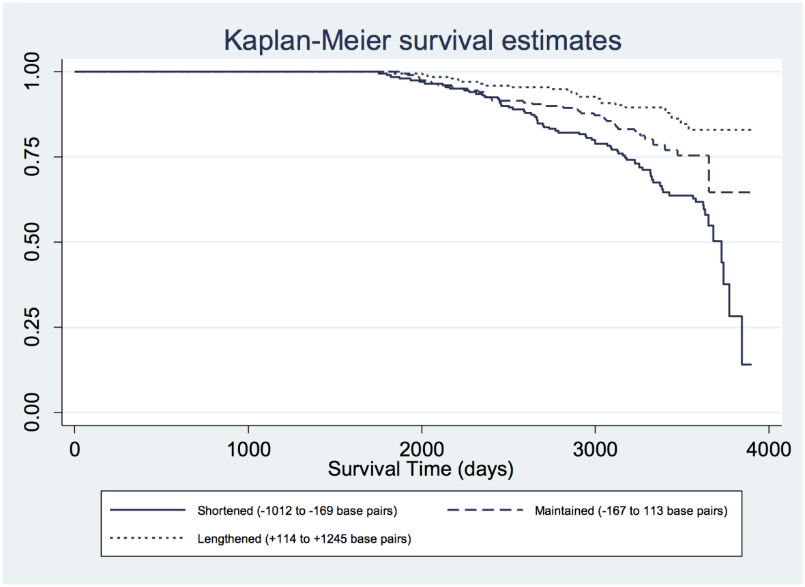 Kaplan-Meier survival estimates
1.00
0.75
0.50
0.25
0.00
0 1000 2000 3000 4000
Survival Time (days)
Shortened (-1012 to -169 base pairs) Maintained (-167 to 113 base pairs)
Lengthened (+114 to +1245 base pairs)